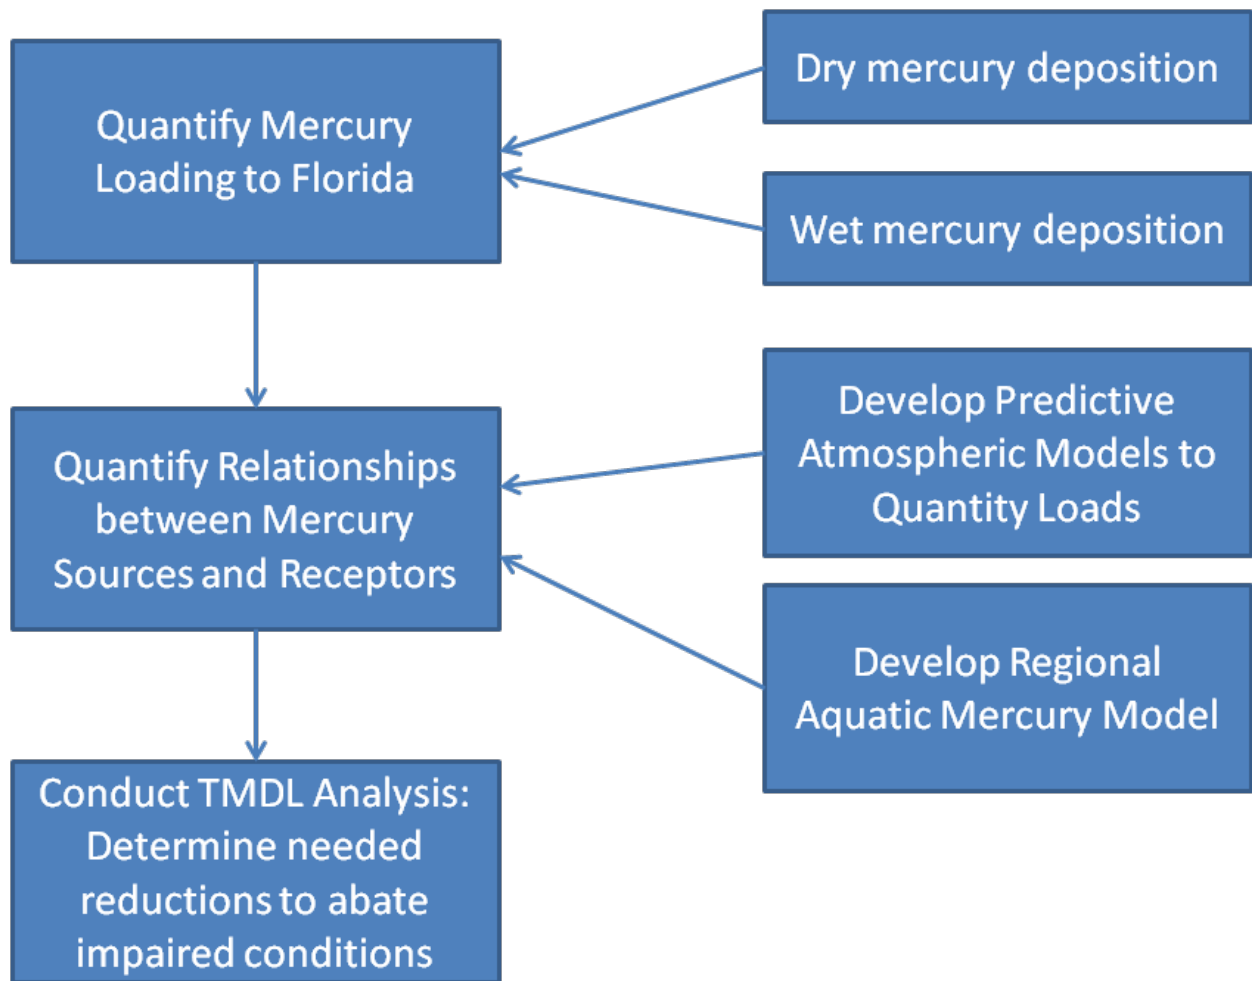 Quantify Mercury
Loading to Florida
Dry mercury deposition
Wet mercury deposition
Quantify Relationships
between Mercury
Sources and Receptors
Develop Predictive
Atmospheric Models to
Quantity Loads
Develop Regional
Aquatic Mercury Model
Conduct TMDL Analysis:
Determine needed
reductions to abate
impaired conditions